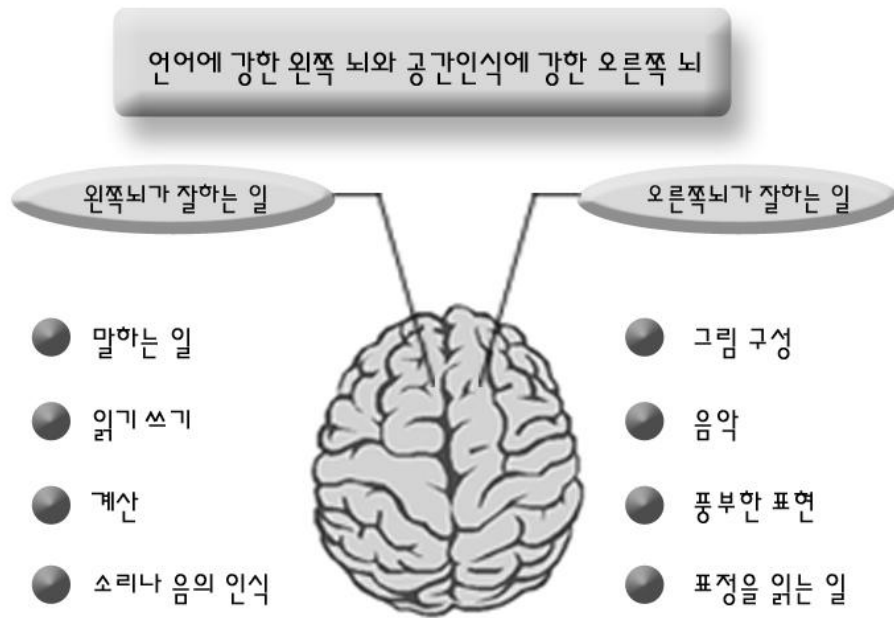 언어에 강한 왼쪽 뇌와 공간인식에 강한 오른쪽 뇌
왼쪽뇌가 잘하는 일
말하는 일
읽기 쓰기
계산
소리나 음의 인식
오른쪽뇌가 잘하는 일
그림 구성
음악
풍부한 표현
표정을 읽는 일